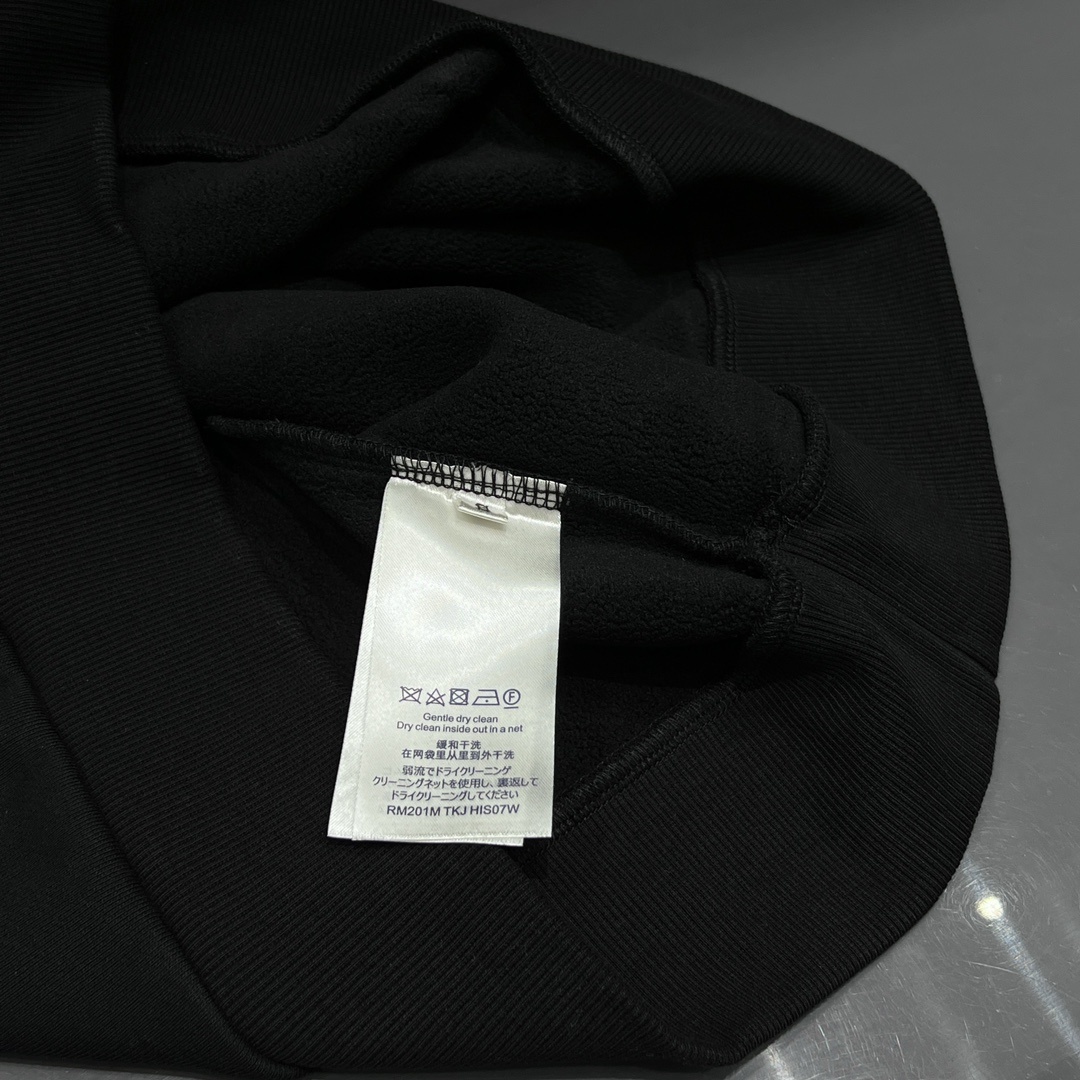 Gentle dry clean
Dry clean inside out in a net
缓和干洗
在网袋里从里到外干洗
弱流でドライクリーニング
クリーニングネットを使用し、裏返して
ドライクリーニングしてください
RM201M TKJ HIS07W